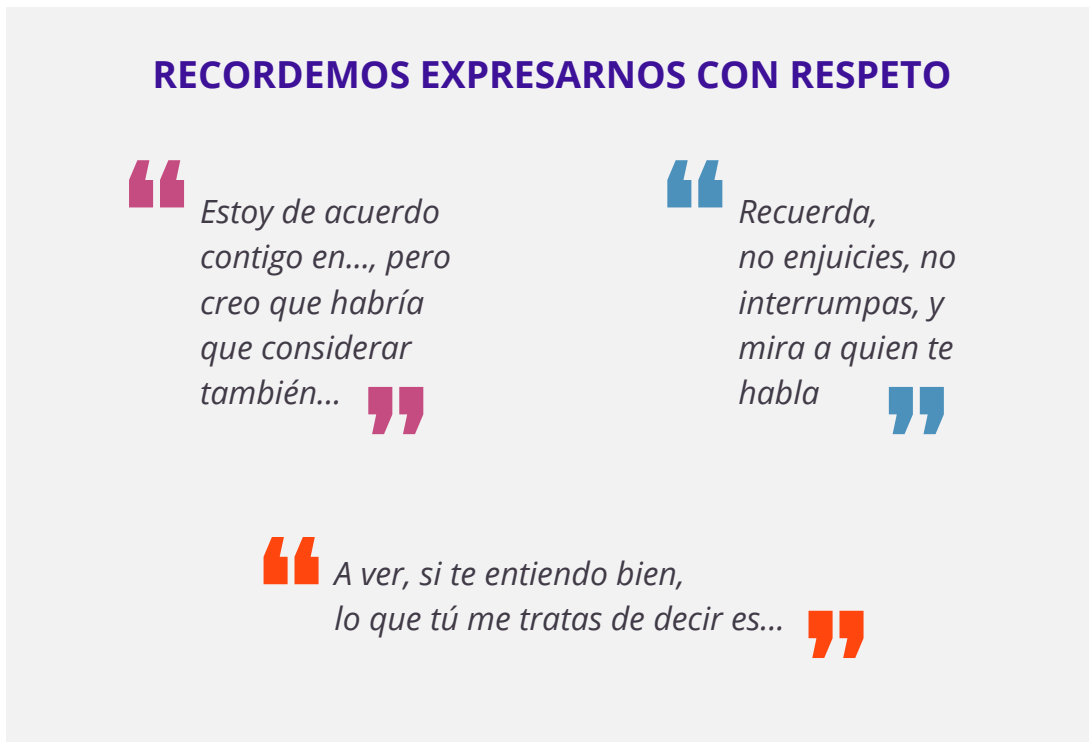 RECORDEMOS EXPRESARNOS CON RESPETO
“Estoy de acuerdo
contigo en..., pero
creo que habría
que considerar
también...”
“Recuerda,
no enjuicies, no
interrumpas, y
mira a quien te
habla”
“A ver, si te entiendo bien,
lo que tú me tratas de decir es...”